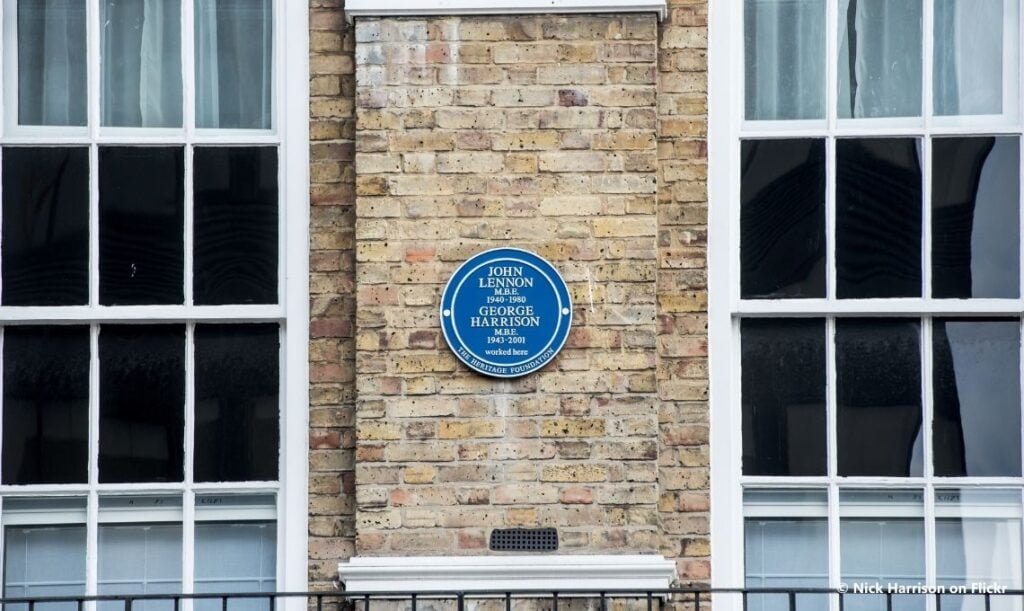 JOHN
LENNON
M.B.E.
1940-1980
GEORGE
HARRISON
M.B.E.
1943-2001
worked here
THE HERITAGE FOUNDATION
© Nick Harrison on Flickr